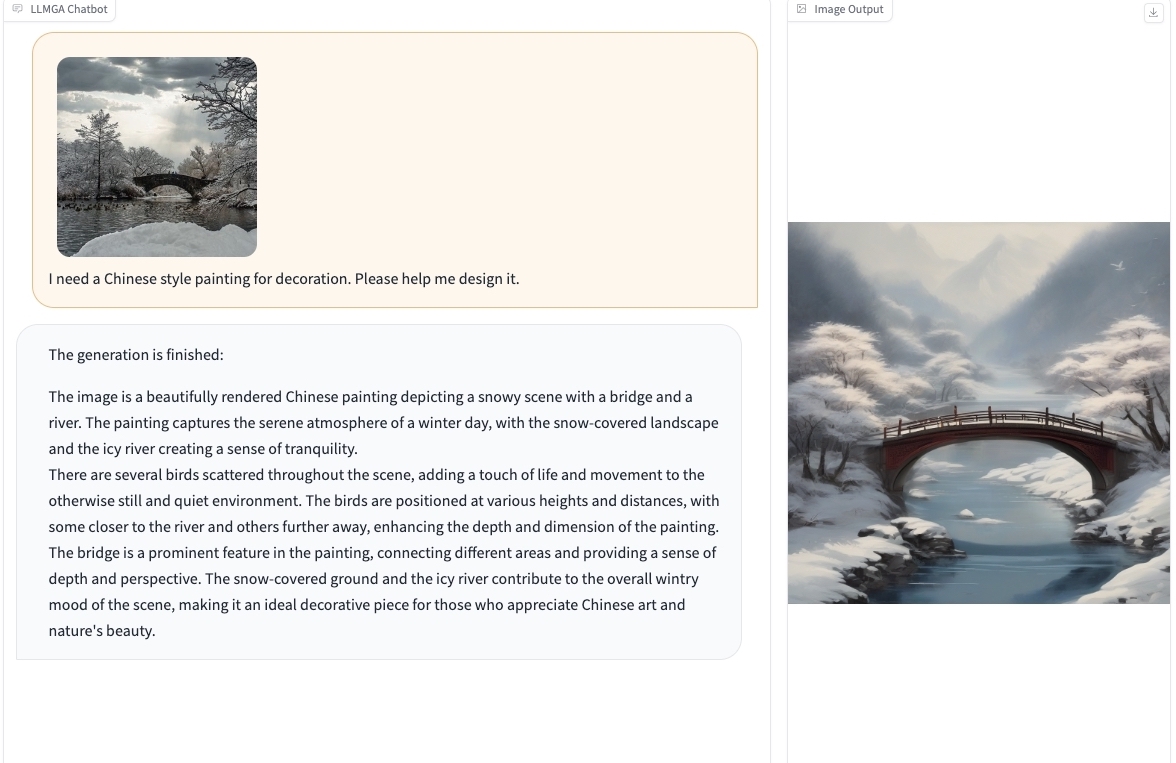 LLMGA Chatbot
Image Output
I need a Chinese style painting for decoration. Please help me design it.
The generation is finished:
The image is a beautifully rendered Chinese painting depicting a snowy scene with a bridge and a
river. The painting captures the serene atmosphere of a winter day, with the snow-covered landscape
and the icy river creating a sense of tranquility.
There are several birds scattered throughout the scene, adding a touch of life and movement to the
otherwise still and quiet environment. The birds are positioned at various heights and distances, with
some closer to the river and others further away, enhancing the depth and dimension of the painting.
The bridge is a prominent feature in the painting, connecting different areas and providing a sense of
depth and perspective. The snow-covered ground and the icy river contribute to the overall wintry
mood of the scene, making it an ideal decorative piece for those who appreciate Chinese art and
nature's beauty.